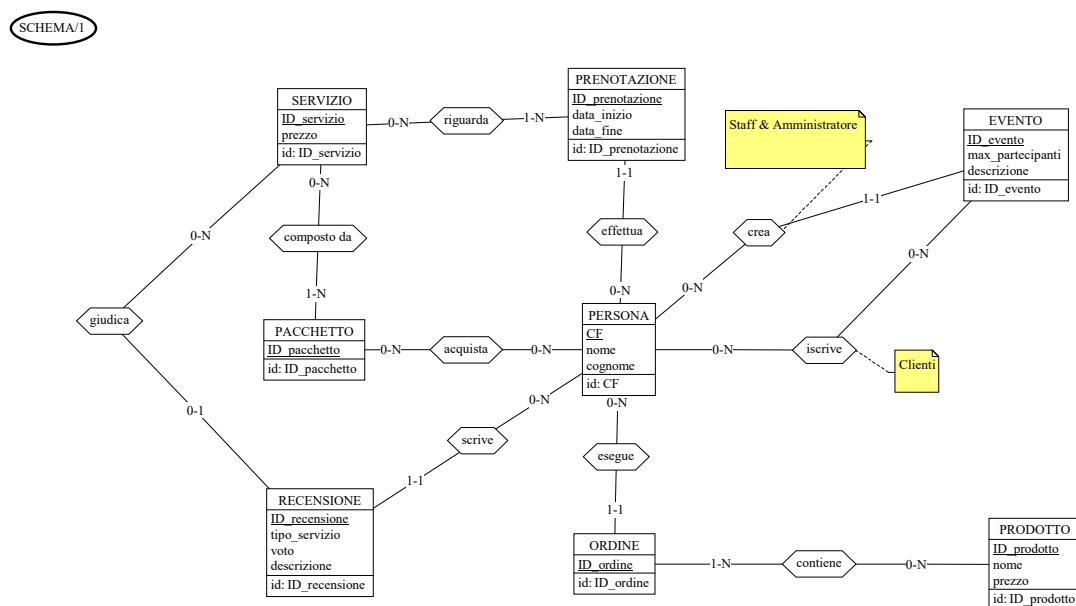 SCHEMA/1
SERVIZIO
ID_servizio
prezzo
id: ID_servizio
0-N
riguarda
1-N
PRENOTAZIONE
ID_prenotazione
data_inizio
data_fine
id: ID_prenotazione
Staff & Amministratore
EVENTO
ID_evento
max_partecipanti
descrizione
id: ID_evento
0-N
composto da
1-N
1-1
effettua
0-N
crea
1-1
0-N
0-N
0-N
giudica
0-1
PACCHETTO
ID_pacchetto
id: ID_pacchetto
0-N
acquista
0-N
PERSONA
CF
nome
cognome
id: CF
0-N
iscrive
Clienti
0-N
scrive
1-1
0-N
esegue
1-1
RECENSIONE
ID_recensione
tipo_servizio
voto
descrizione
id: ID_recensione
ORDINE
ID_ordine
id: ID_ordine
1-N
contiene
0-N
PRODOTTO
ID_prodotto
nome
prezzo
id: ID_prodotto